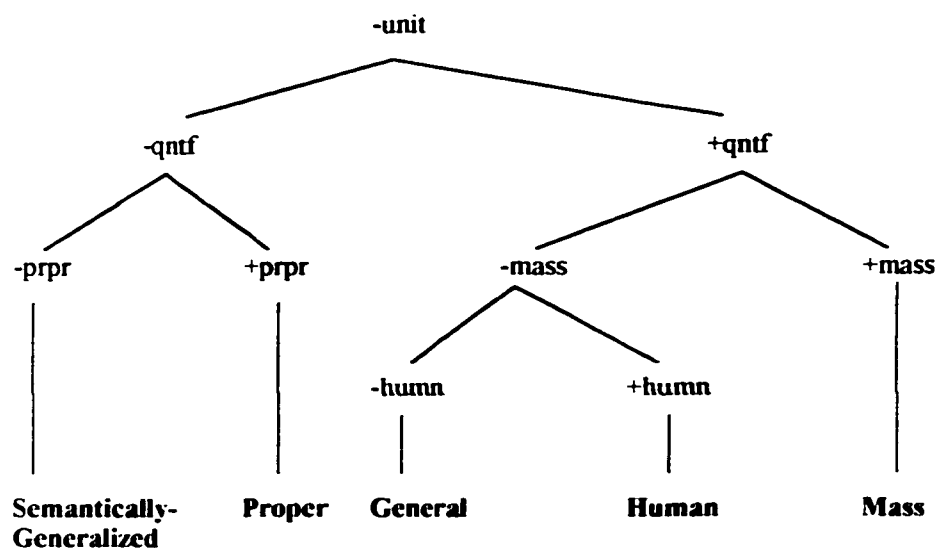 -unit
-qntf +qntf
-prpr +prpr -mass +mass
-humn +humn
Semantically- Proper General Human Mass
Generalized